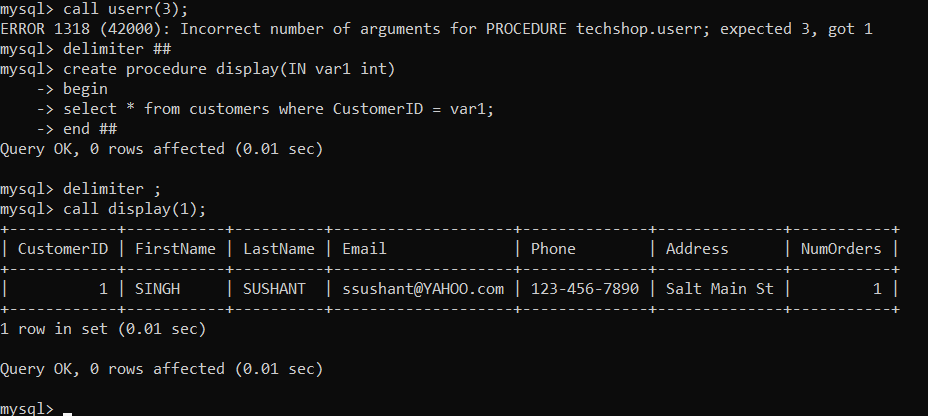 mysql> call userr(3);
ERROR 1318 (42000): Incorrect number of arguments for PROCEDURE techshop.userr; expected 3, got 1
mysql> delimiter ##
mysql> create procedure display(IN var1 int)
    -> begin
    -> select * from customers where CustomerID = var1;
    -> end ##
Query OK, 0 rows affected (0.01 sec)

mysql> delimiter ;
mysql> call display(1);
+------------+-----------+----------+--------------------+--------------+--------------+-----------+
| CustomerID | FirstName | LastName | Email              | Phone        | Address      | NumOrders |
+------------+-----------+----------+--------------------+--------------+--------------+-----------+
|          1 | SINGH     | SUSHANT  | ssushant@YAHOO.com | 123-456-7890 | Salt Main St |         1 |
+------------+-----------+----------+--------------------+--------------+--------------+-----------+
1 row in set (0.01 sec)

Query OK, 0 rows affected (0.01 sec)

mysql> _